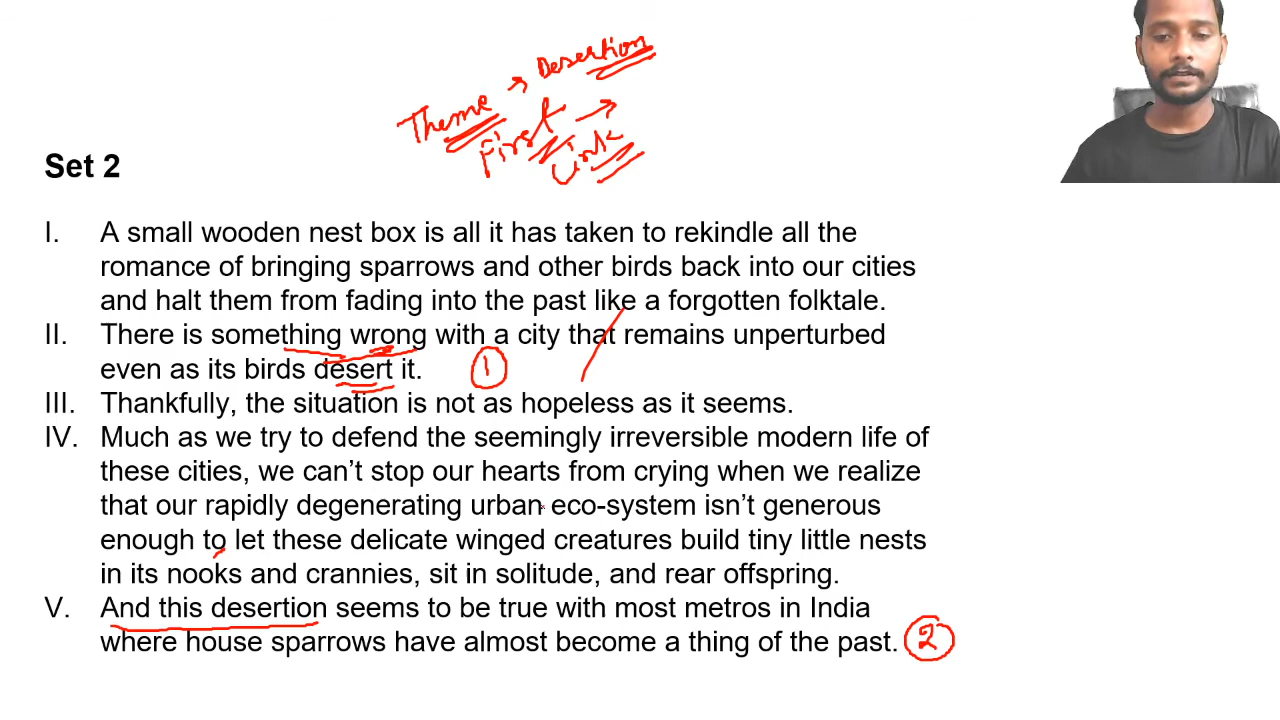 Theme → Desertion
First →
Link
Set 2
I. A small wooden nest box is all it has taken to rekindle all the
romance of bringing sparrows and other birds back into our cities
and halt them from fading into the past like a forgotten folktale.
II. There is something wrong with a city that remains unperturbed
even as its birds desert it. 1
III. Thankfully, the situation is not as hopeless as it seems.
IV. Much as we try to defend the seemingly irreversible modern life of
these cities, we can’t stop our hearts from crying when we realize
that our rapidly degenerating urban eco-system isn’t generous
enough to let these delicate winged creatures build tiny little nests
in its nooks and crannies, sit in solitude, and rear offspring.
V. And this desertion seems to be true with most metros in India
where house sparrows have almost become a thing of the past. 2